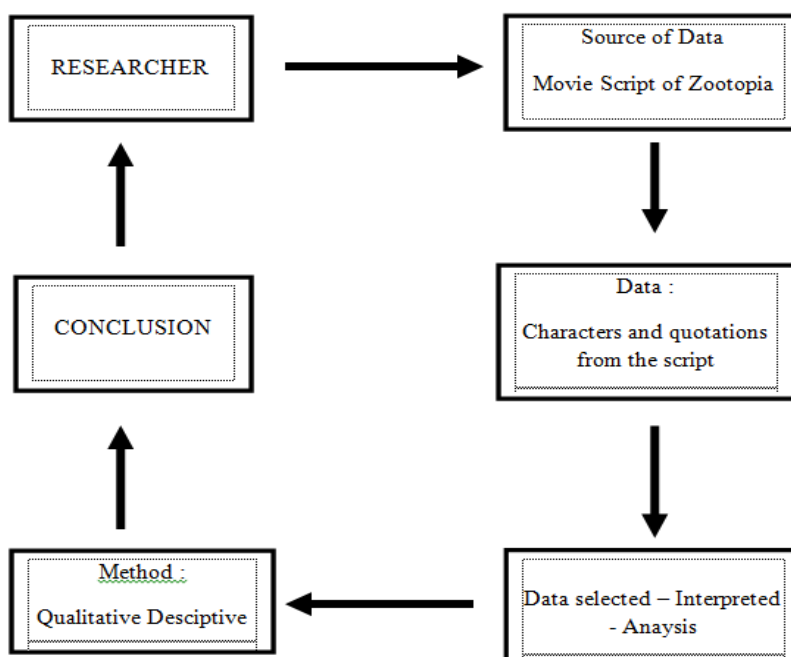 RESEARCHER
Source of Data
Movie Script of Zootopia
Data :
Characters and quotations
from the script
Data selected – Interpreted
- Anaysis
Method :
Qualitative Desciptive
CONCLUSION